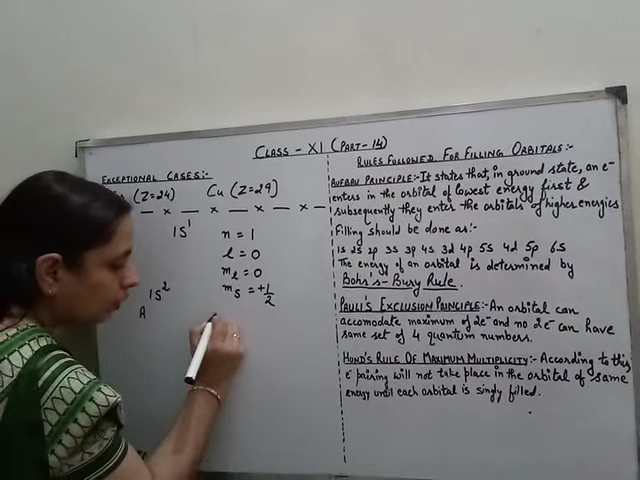 CLASS - XI (PART-14)
EXCEPTIONAL CASES:-
(Z=24) Cu (Z=29]
— x — x — x — x —
1S¹
n = 1
l = 0
mℓ = 0
mS = +1/2
1S²
A
RULES FOLLOWED FOR FILLING ORBITALS:-
AUFBAU PRINCIPLE:- It states that, in ground state, an e⁻
enters in the orbital of lowest energy first &
subsequently they enter the orbitals of higher energies
Filling should be done as:-
1S 2S 2p 3S 3p 4S 3d 4p 5S 4d 5p 6S
The energy of an orbital is determined by
Bohr's-Bury Rule.
PAULI'S EXCLUSION PRINCIPLE:- An orbital can
accomodate maximum of 2e⁻ and no 2e⁻ can have
same set of 4 quantum numbers.
HUND'S RULE OF MAXIMUM MULTIPLICITY:- According to this
e⁻ pairing will not take place in the orbital of same
energy until each orbital is singly filled.